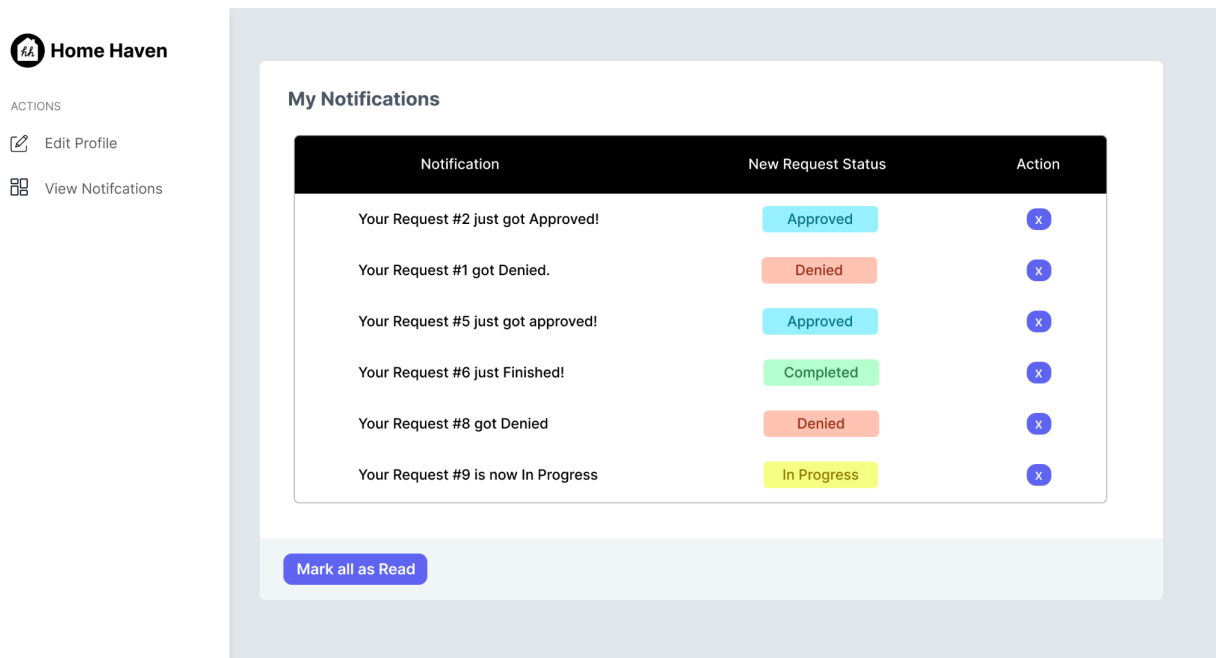 hh
Home Haven
ACTIONS
Edit Profile
View Notifcations
My Notifications
Notification New Request Status Action
Your Request #2 just got Approved! Approved x
Your Request #1 got Denied. Denied x
Your Request #5 just got approved! Approved x
Your Request #6 just Finished! Completed x
Your Request #8 got Denied Denied x
Your Request #9 is now In Progress In Progress x
Mark all as Read